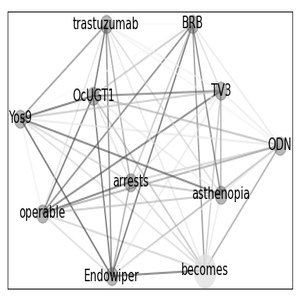 trastuzumab
BRB
OcUGT1
TV3
Yos9
ODN
arrests
asthenopia
operable
Endowiper
becomes